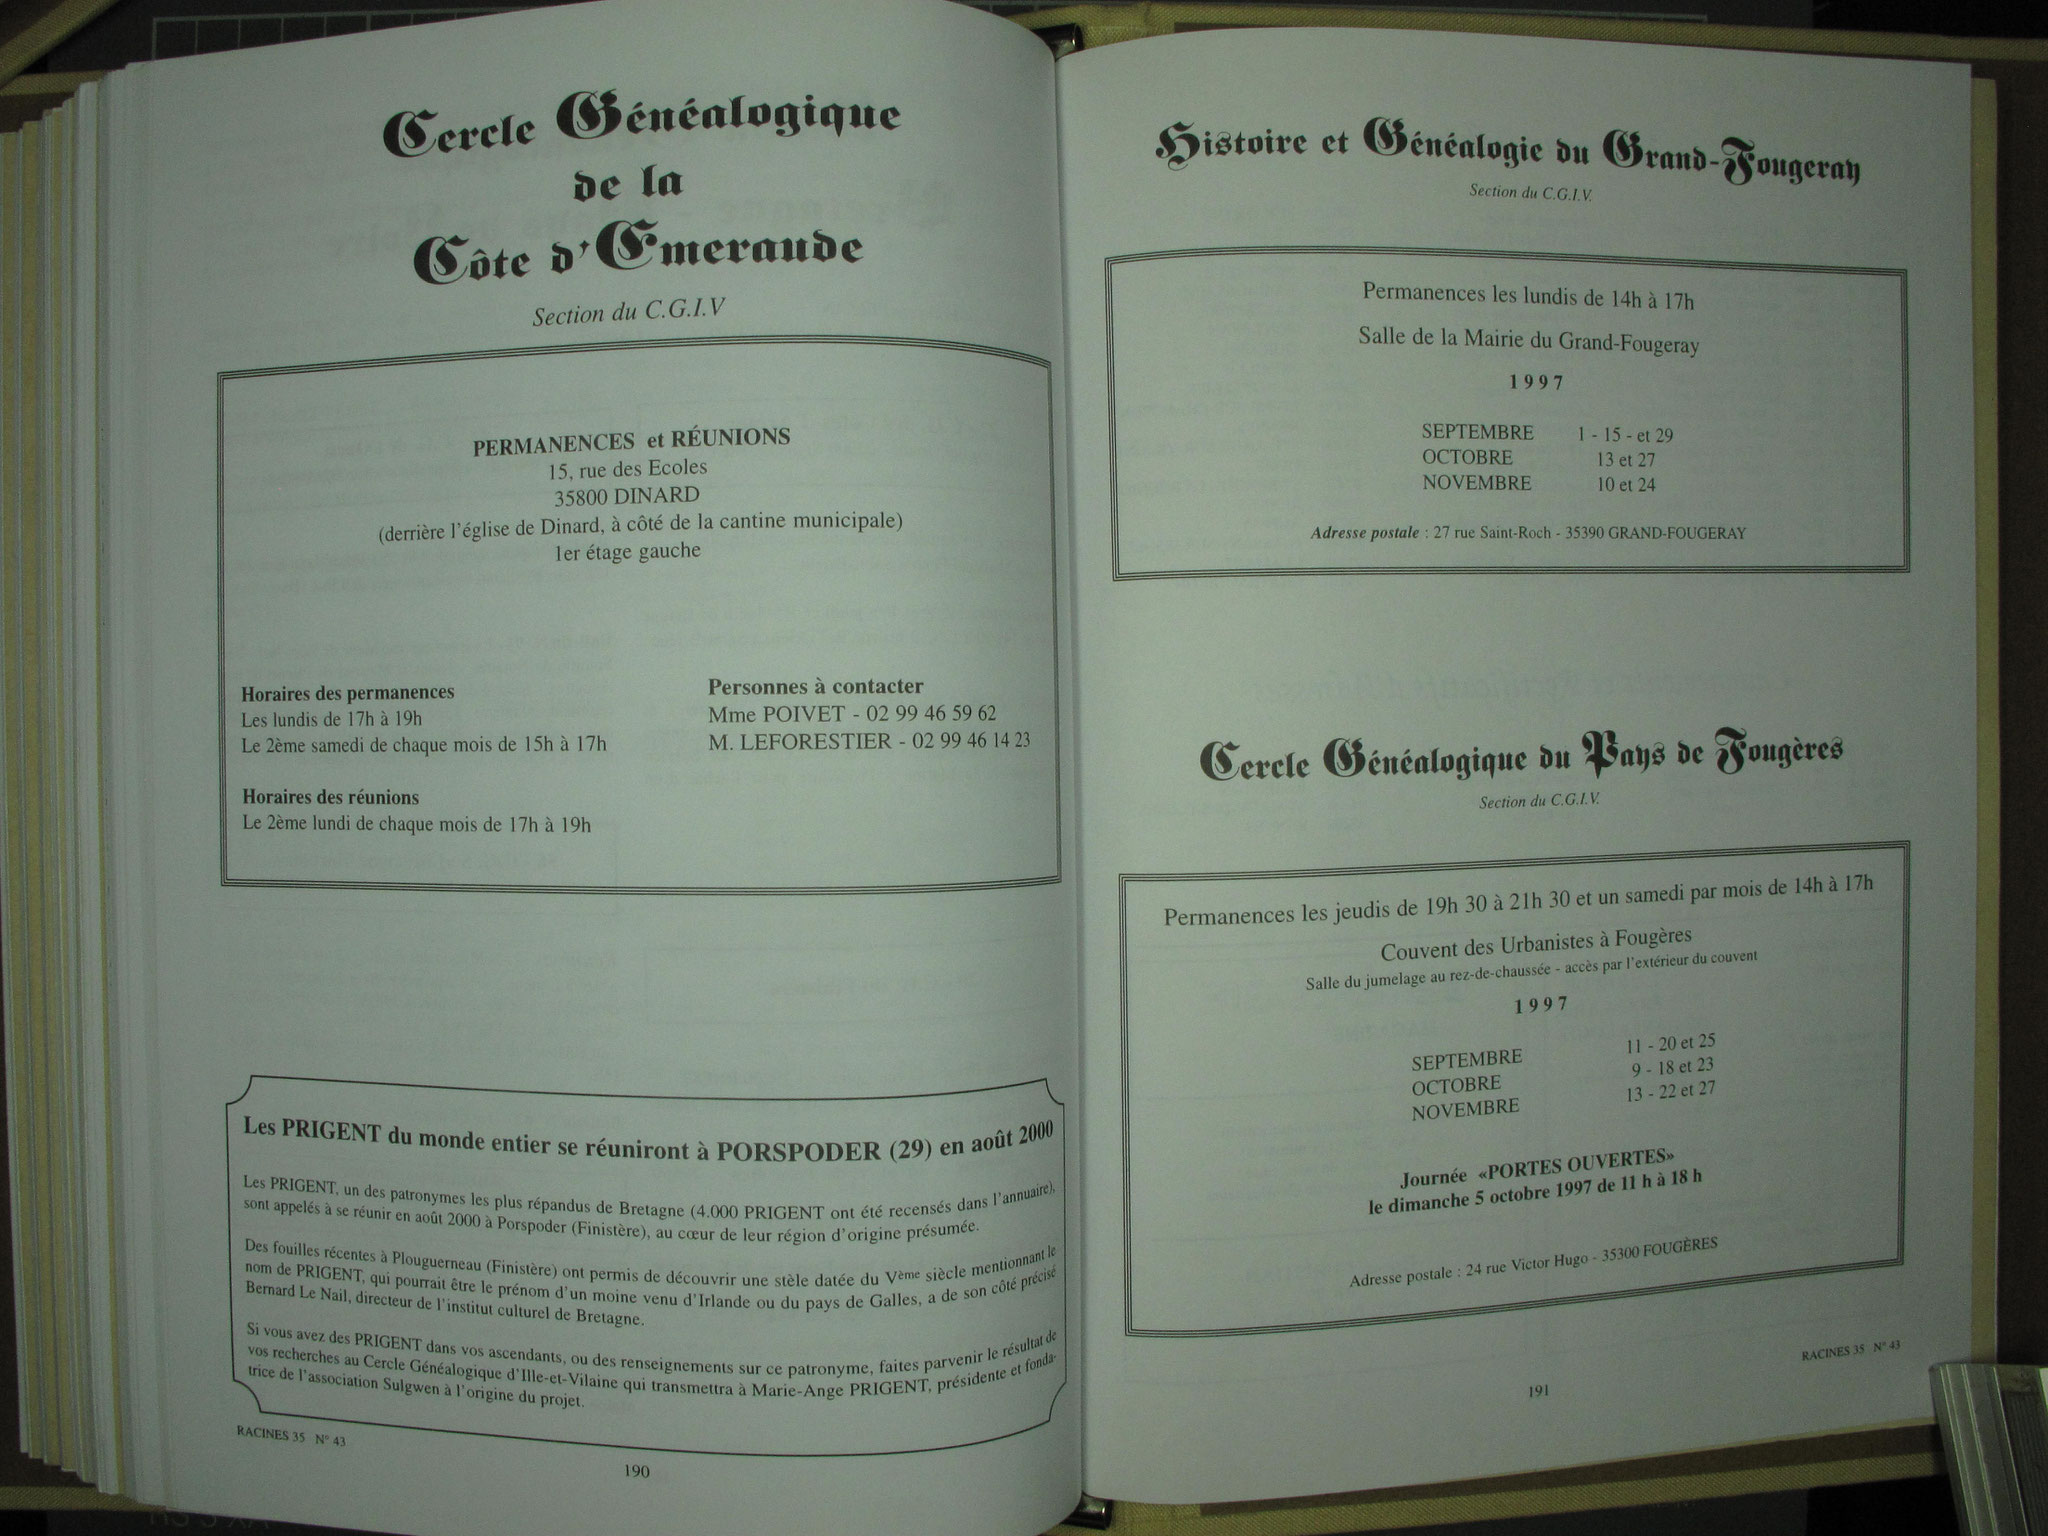 Cercle Généalogique
de la
Côte d'Emeraude
Section du C.G.I.V
PERMANENCES et RÉUNIONS
15, rue des Ecoles
35800 DINARD
(derrière l'église de Dinard, à côté de la cantine municipale)
1er étage gauche
Horaires des permanences
Les lundis de 17h à 19h
Le 2ème samedi de chaque mois de 15h à 17h
Horaires des réunions
Le 2ème lundi de chaque mois de 17h à 19h
Personnes à contacter
Mme POIVET - 02 99 46 59 62
M. LEFORESTIER - 02 99 46 14 23
Les PRIGENT du monde entier se réuniront à PORSPODER (29) en août 2000
Les PRIGENT, un des patronymes les plus répandus de Bretagne (4.000 PRIGENT ont été recensés dans l'annuaire),
sont appelés à se réunir en août 2000 à Porspoder (Finistère), au cœur de leur région d'origine présumée.
Des fouilles récentes à Plouguerneau (Finistère) ont permis de découvrir une stèle datée du Vème siècle mentionnant le
nom de PRIGENT, qui pourrait être le prénom d'un moine venu d'Irlande ou du pays de Galles, a de son côté précisé
Bernard Le Nail, directeur de l'institut culturel de Bretagne.
Si vous avez des PRIGENT dans vos ascendants, ou des renseignements sur ce patronyme, faites parvenir le résultat de
vos recherches au Cercle Généalogique d'Ille-et-Vilaine qui transmettra à Marie-Ange PRIGENT, présidente et fonda-
trice de l'association Sulgwen à l'origine du projet.
RACINES 35 N° 43
190
Histoire et Généalogie du Grand-Fougeray
Section du C.G.I.V.
Permanences les lundis de 14h à 17h
Salle de la Mairie du Grand-Fougeray
1997
SEPTEMBRE 1 - 15 - et 29
OCTOBRE 13 et 27
NOVEMBRE 10 et 24
Adresse postale : 27 rue Saint-Roch - 35390 GRAND-FOUGERAY
Cercle Généalogique du Pays de Fougères
Section du C.G.I.V.
Permanences les jeudis de 19h 30 à 21h 30 et un samedi par mois de 14h à 17h
Couvent des Urbanistes à Fougères
Salle du jumelage au rez-de-chaussée - accès par l'extérieur du couvent
1997
SEPTEMBRE 11 - 20 et 25
OCTOBRE 9 - 18 et 23
NOVEMBRE 13 - 22 et 27
Journée «PORTES OUVERTES»
le dimanche 5 octobre 1997 de 11 h à 18 h
Adresse postale : 24 rue Victor Hugo - 35300 FOUGÈRES
RACINES 35 N° 43
191